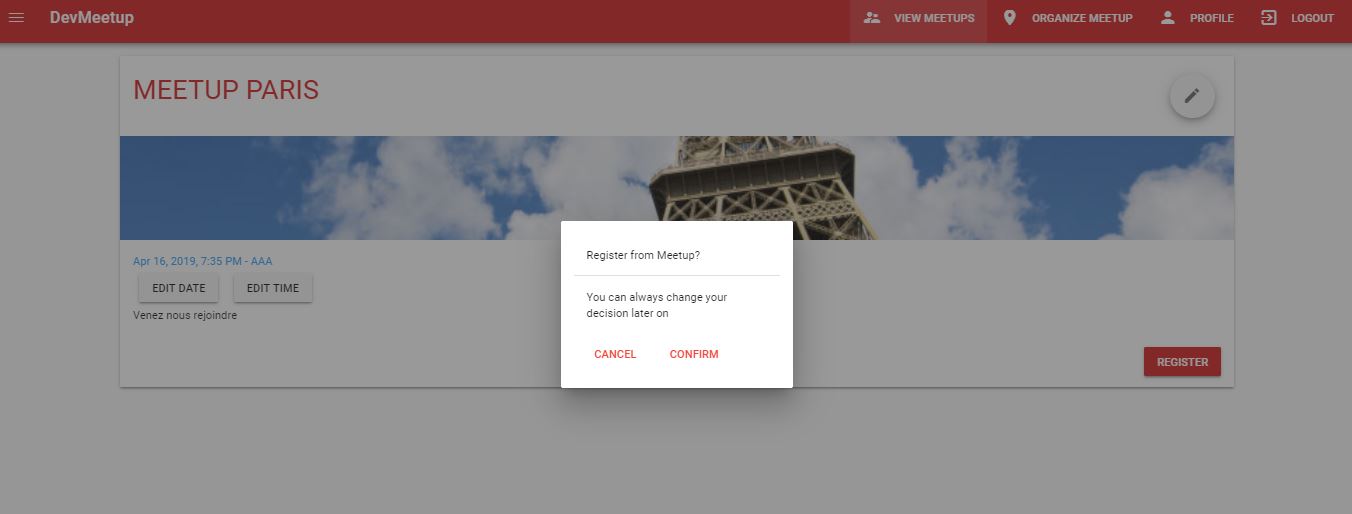 DevMeetup
VIEW MEETUPS
ORGANIZE MEETUP
PROFILE
LOGOUT
MEETUP PARIS
Apr 16, 2019, 7:35 PM - AAA
EDIT DATE
EDIT TIME
Venez nous rejoindre
REGISTER
Register from Meetup?
You can always change your
decision later on
CANCEL
CONFIRM